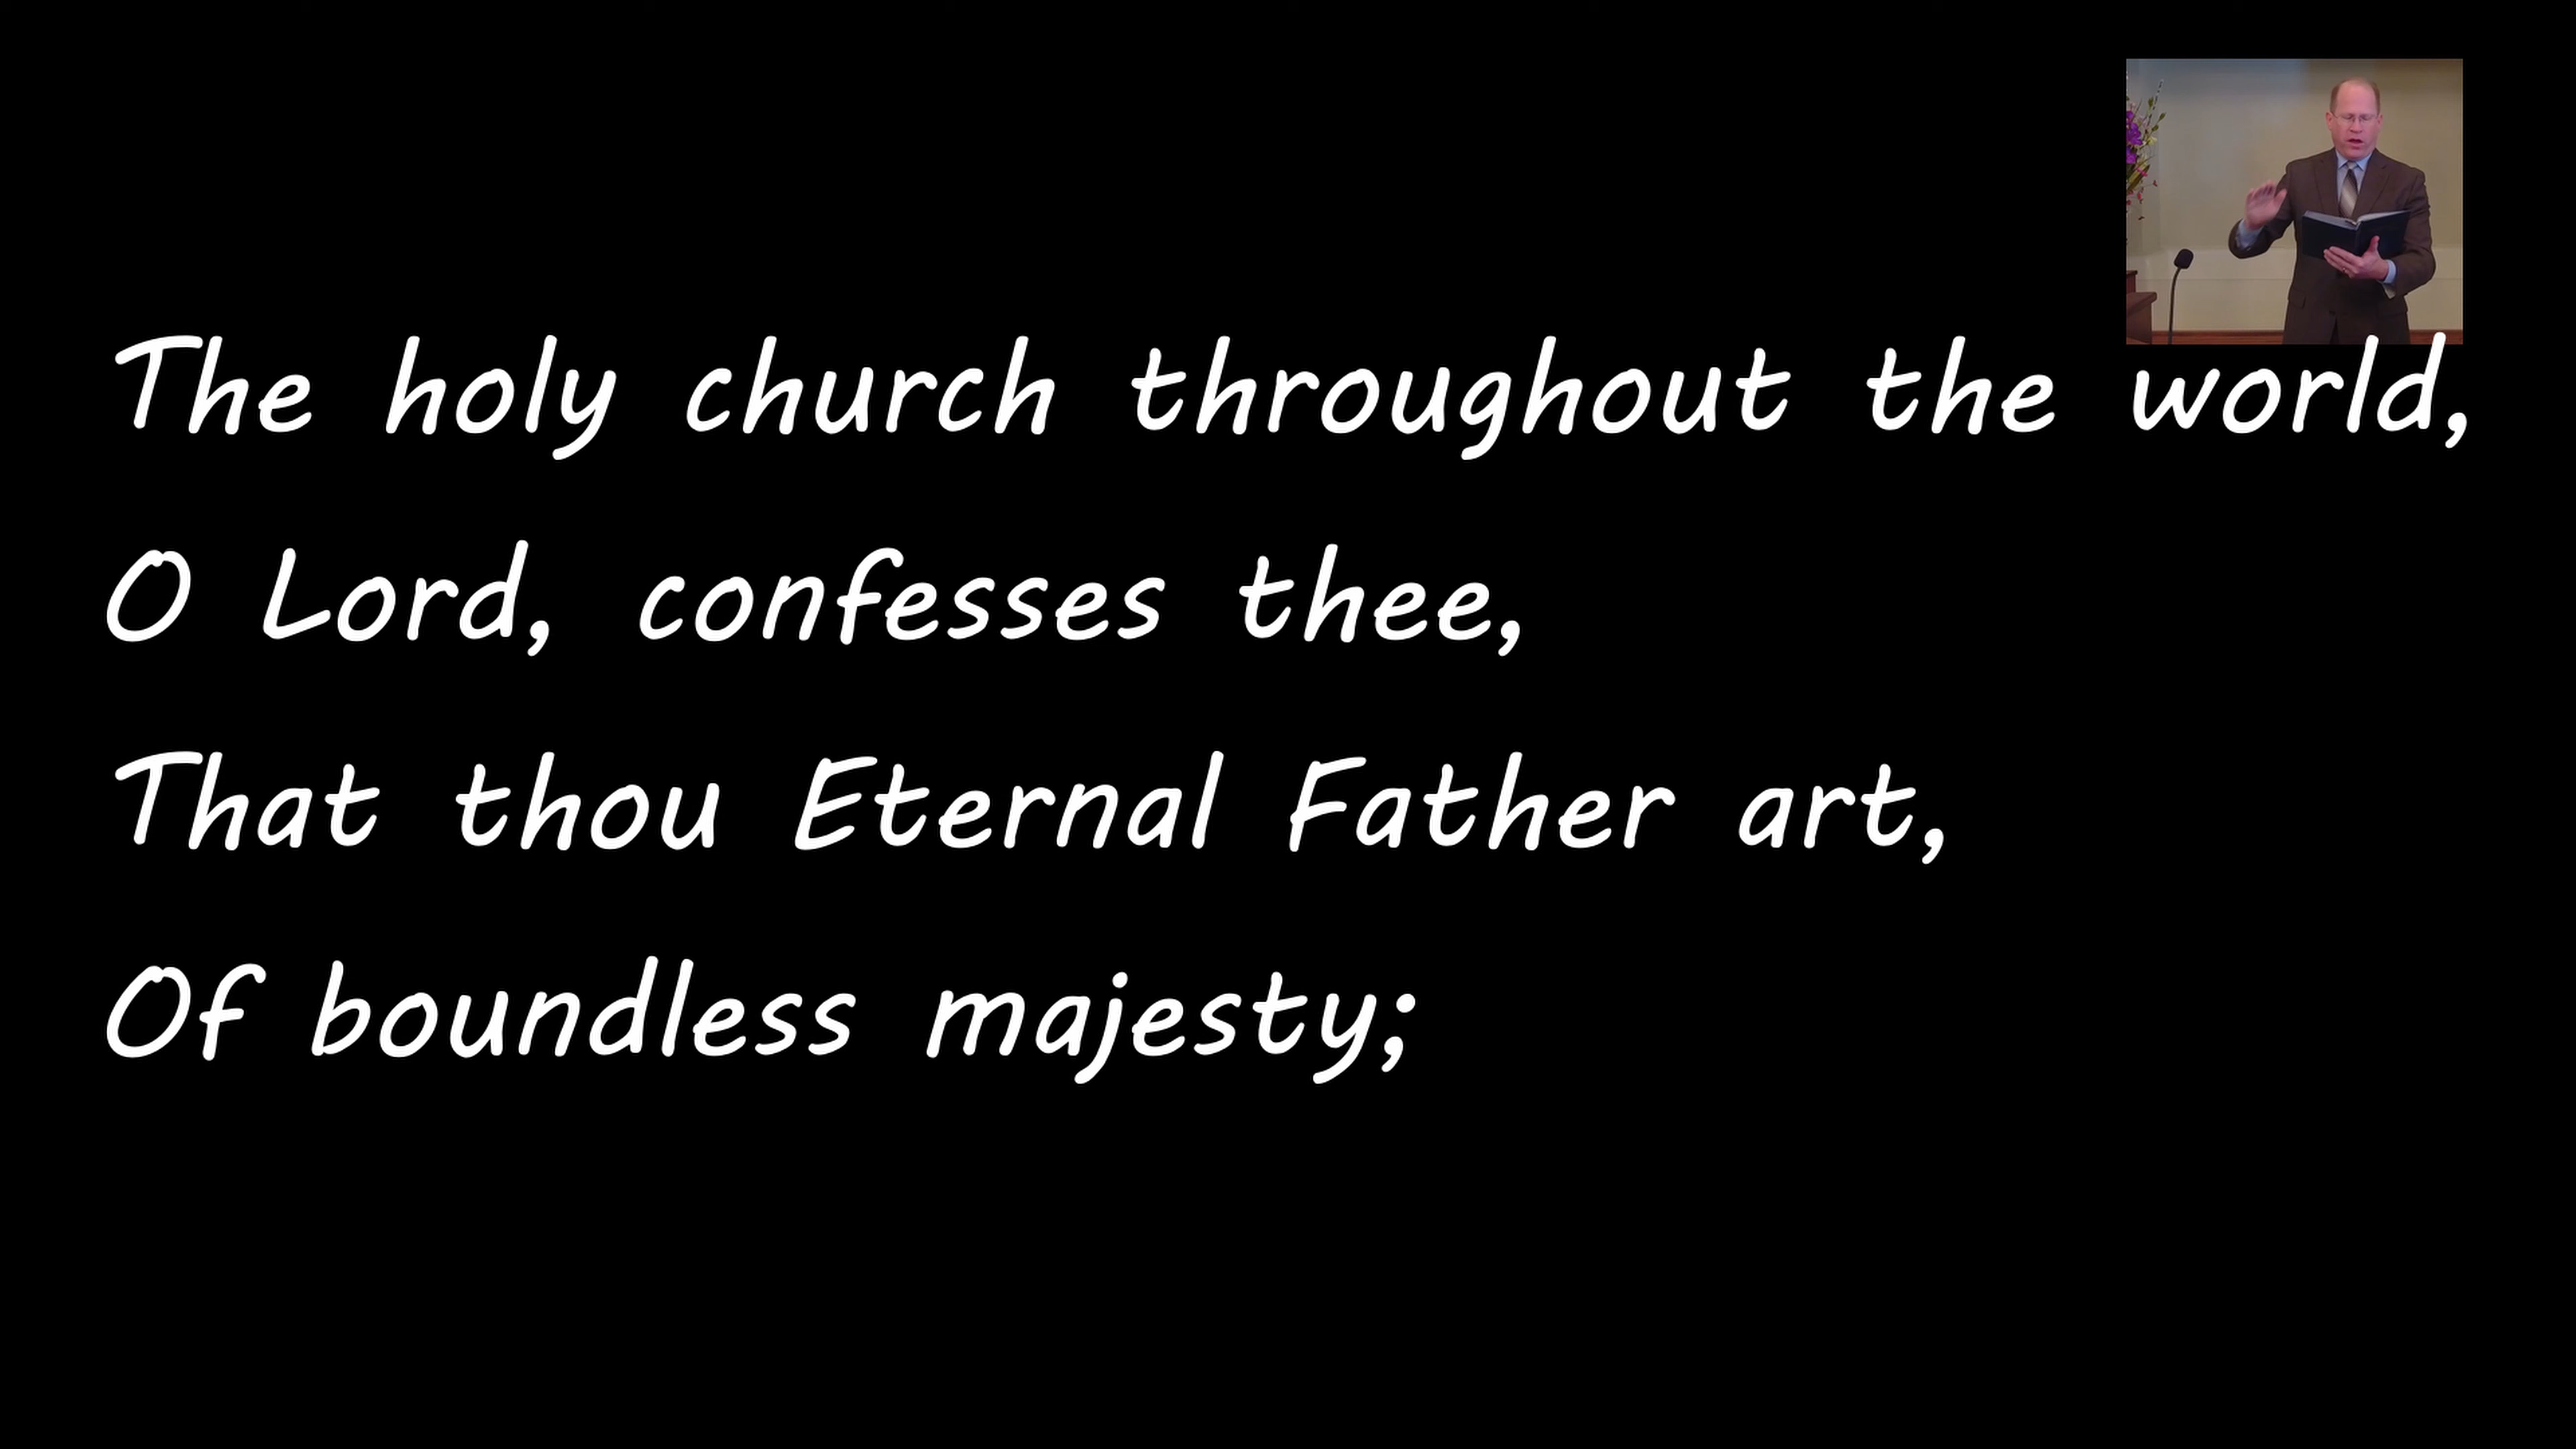 The holy church throughout the world,
O Lord, confesses thee,
That thou Eternal Father art,
Of boundless majesty;